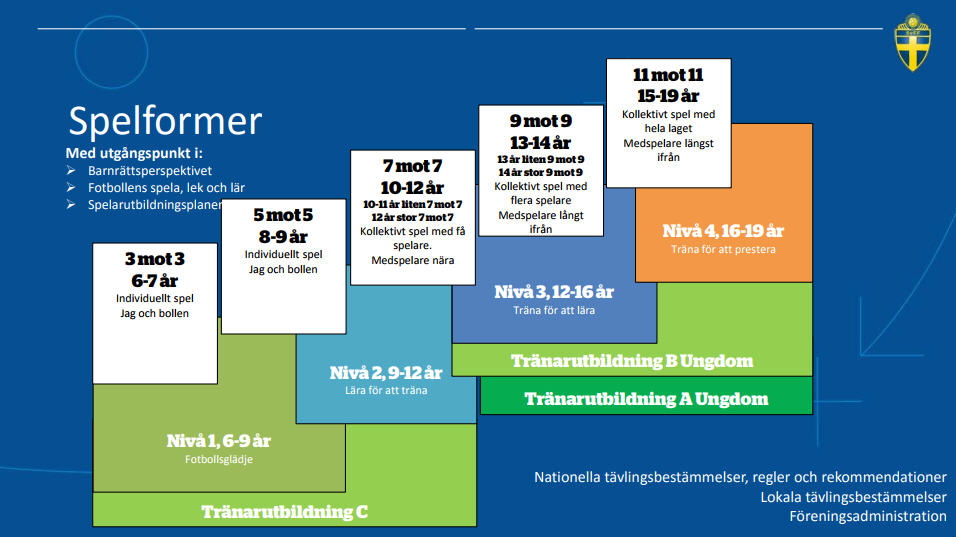 Spelformer
Med utgångspunkt i:
Barnrättsperspektivet
Fotbollens spela, lek och lär
Spelarutbildningsplanen
3 mot 3
6-7 år
Individuellt spel
Jag och bollen
5 mot 5
8-9 år
Individuellt spel
Jag och bollen
7 mot 7
10-12 år
10-11 år liten 7 mot 7
12 år stor 7 mot 7
Kollektivt spel med få
spelare.
Medspelare nära
9 mot 9
13-14 år
13 år liten 9 mot 9
14 år stor 9 mot 9
Kollektivt spel med
flera spelare
Medspelare långt
ifrån
11 mot 11
15-19 år
Kollektivt spel med
hela laget
Medspelare längst
ifrån
Nivå 1, 6-9 år
Fotbollsglädje
Nivå 2, 9-12 år
Lära för att träna
Nivå 3, 12-16 år
Träna för att lära
Nivå 4, 16-19 år
Träna för att prestera
Tränarutbildning C
Tränarutbildning B Ungdom
Tränarutbildning A Ungdom
Nationella tävlingsbestämmelser, regler och rekommendationer
Lokala tävlingsbestämmelser
Föreningsadministration